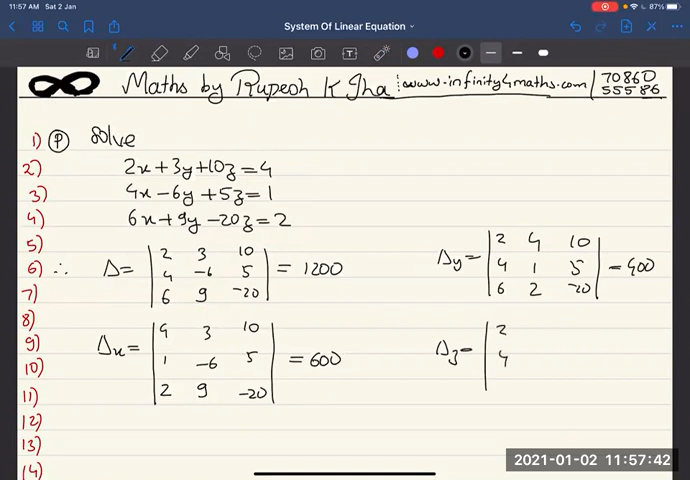 11:57 AM Sat 2 Jan 87%
System Of Linear Equation
Maths by Rupesh K Jha www.infinity4maths.com 70860 55586
1) P solve
2) 2x+3y+10z=4
3) 4x-6y+5z=1
4) 6x+9y-20z=2
5)
6) ∴ Δ= | 2 3 10 | 4 -6 5 | 6 9 -20 | = 1200 Δy= | 2 4 10 | 4 1 5 | 6 2 -20 | = 400
7)
8)
9) Δx= | 4 3 10 | 1 -6 5 | 2 9 -20 | = 600 Δz= | 2 4
10)
11)
12)
13)
14)
2021-01-02 11:57:42